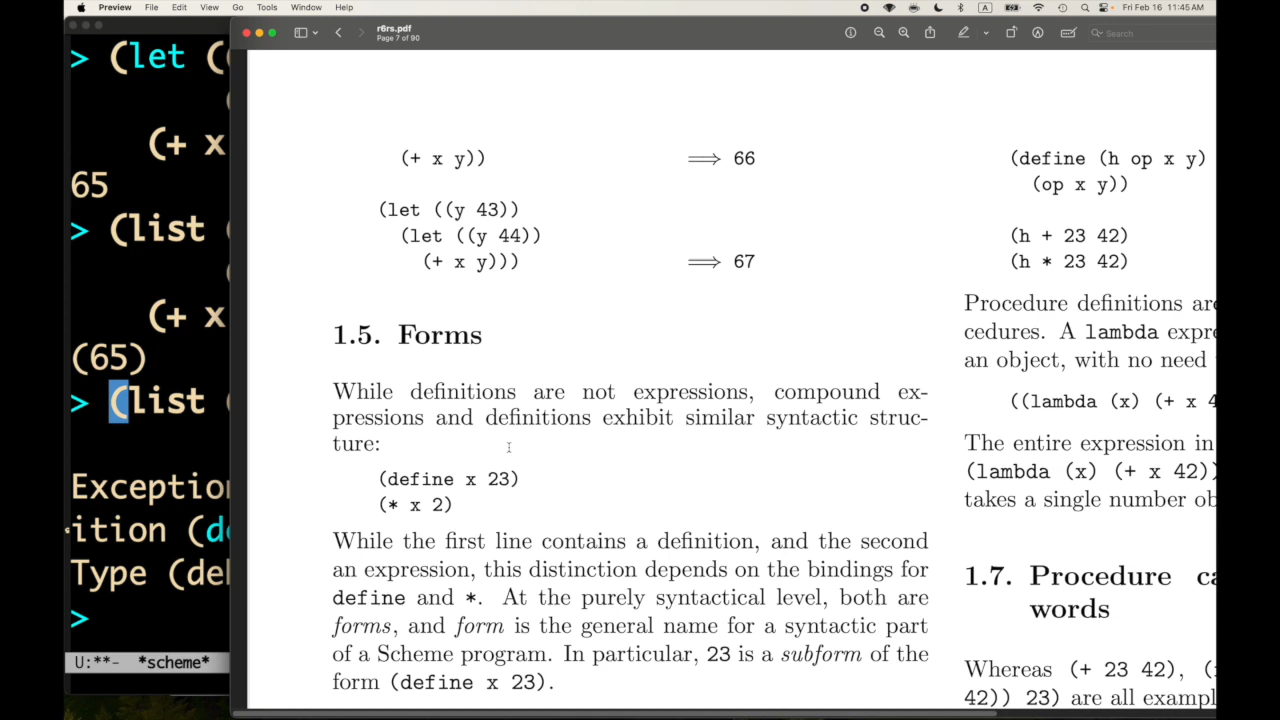 Preview File Edit View Go Tools Window Help
A
Fri Feb 16 11:45 AM
> (let (
(+ x
65
> (list
(+ x
(65)
> (list
Exception
ition (de
Type (del
>
U:**- *scheme*
r6rs.pdf
Page 7 of 90
Search
(+ x y)) ⟹ 66
(let ((y 43))
(let ((y 44))
(+ x y))) ⟹ 67
1.5. Forms
While definitions are not expressions, compound ex-
pressions and definitions exhibit similar syntactic struc-
ture:
(define x 23)
(* x 2)
While the first line contains a definition, and the second
an expression, this distinction depends on the bindings for
define and *. At the purely syntactical level, both are
forms, and form is the general name for a syntactic part
of a Scheme program. In particular, 23 is a subform of the
form (define x 23).
(define (h op x y)
(op x y))
(h + 23 42)
(h * 23 42)
Procedure definitions are
cedures. A lambda expre
an object, with no need
((lambda (x) (+ x 4
The entire expression in
(lambda (x) (+ x 42))
takes a single number ob
1.7. Procedure ca
words
Whereas (+ 23 42), (
42)) 23) are all exampl